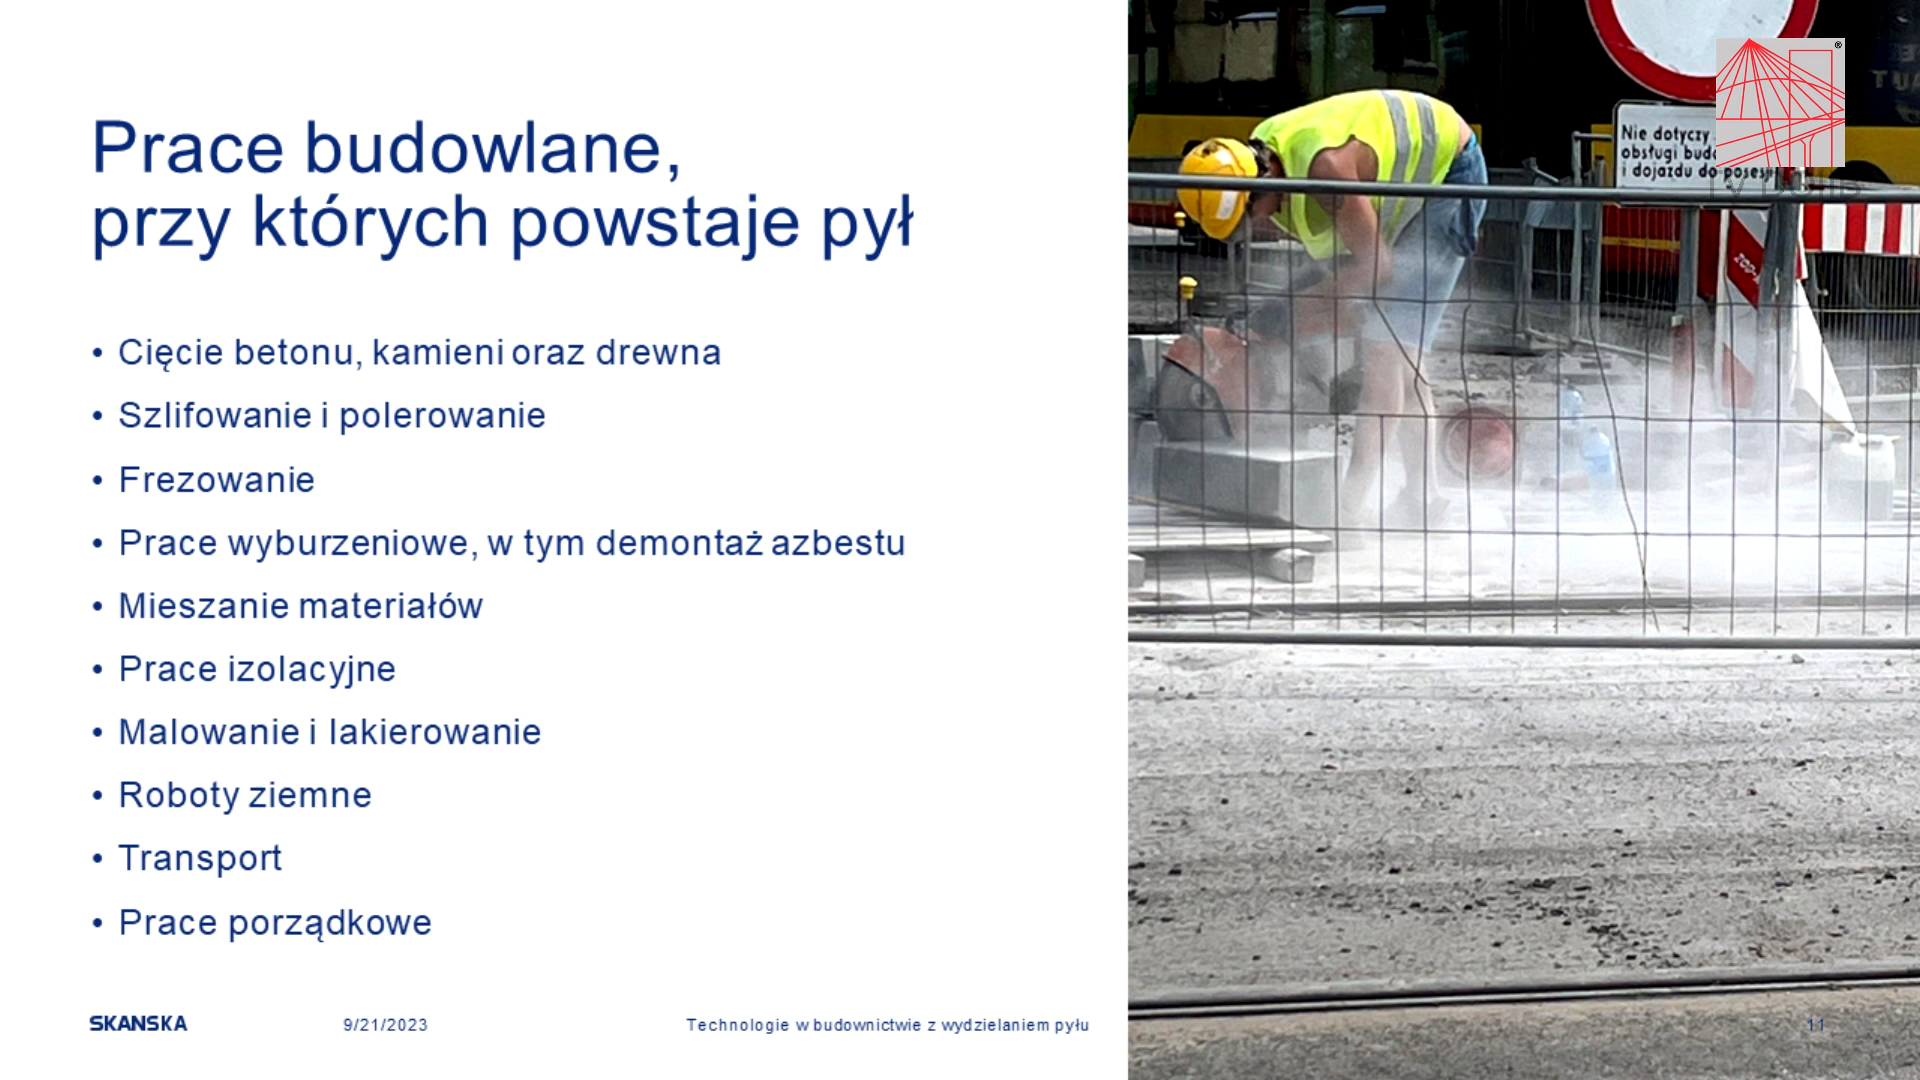 Prace budowlane,
przy których powstaje pył
• Cięcie betonu, kamieni oraz drewna
• Szlifowanie i polerowanie
• Frezowanie
• Prace wyburzeniowe, w tym demontaż azbestu
• Mieszanie materiałów
• Prace izolacyjne
• Malowanie i lakierowanie
• Roboty ziemne
• Transport
• Prace porządkowe
SKANSKA
9/21/2023
Technologie w budownictwie z wydzielaniem pyłu
11
Nie dotyczy
obsługi
i dojazdu do posesji
®